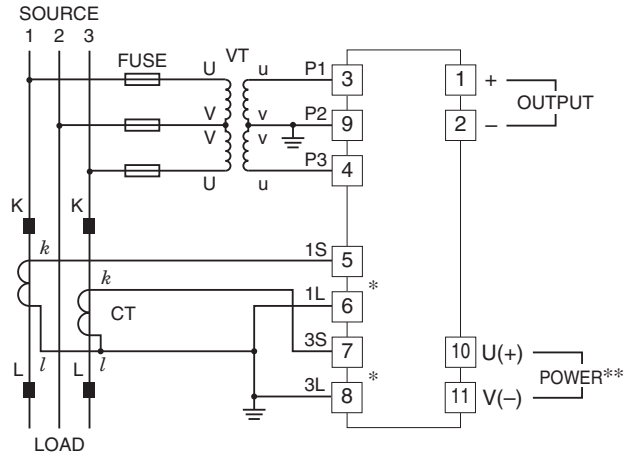 SOURCE
1 2 3
FUSE
VT
U u P1 3
1 +
OUTPUT
V v P2 9
2 −
V v
U u P3 4
K K
k
1S 5
k
1L 6 *
CT
3S 7
10 U(+)
POWER**
L l L l
3L 8 *
11 V(−)
LOAD